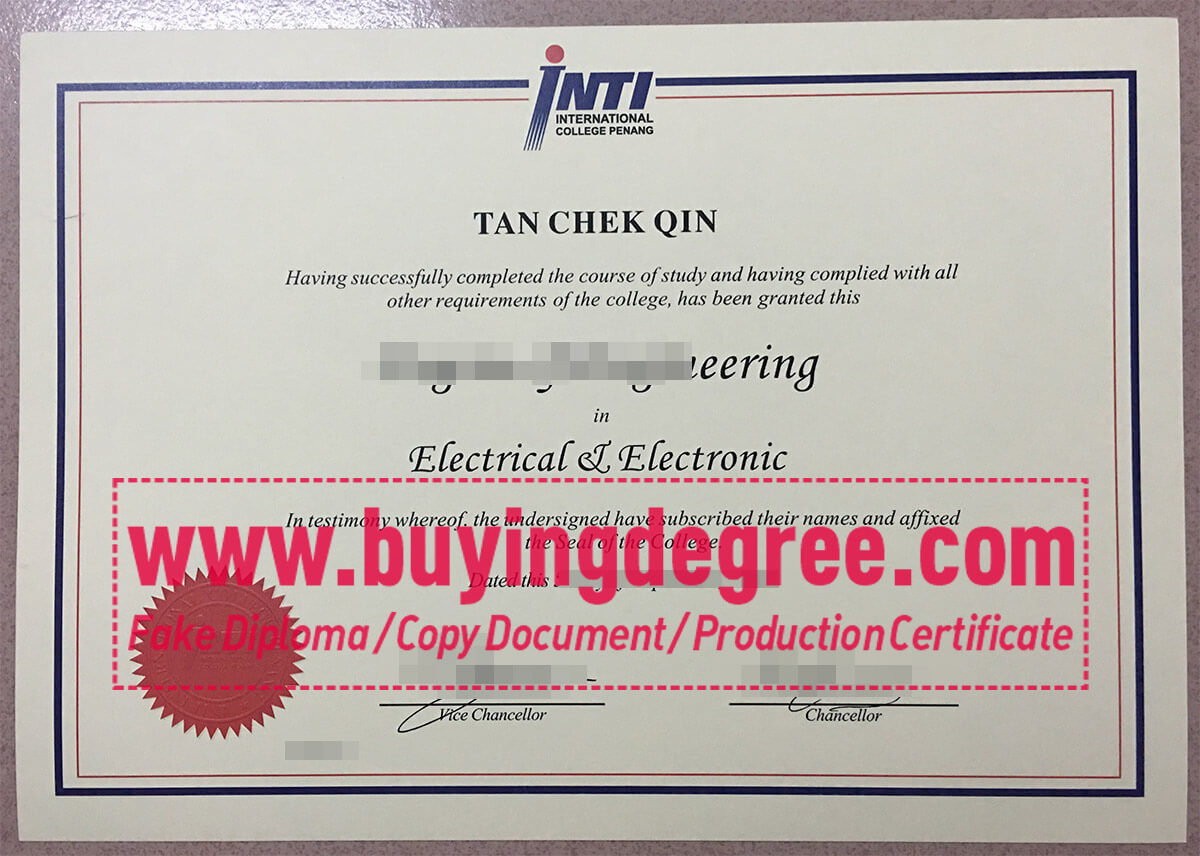 INTI
INTERNATIONAL
COLLEGE PENANG
TAN CHEK QIN
Having successfully completed the course of study and having complied with all
other requirements of the college, has been granted this
in
Electrical & Electronic
In testimony whereof, the undersigned have subscribed their names and affixed
the Seal of the College.
www.buyingdegree.com
Dated this
Fake Diploma / Copy Document / Production Certificate
Vice Chancellor
Chancellor